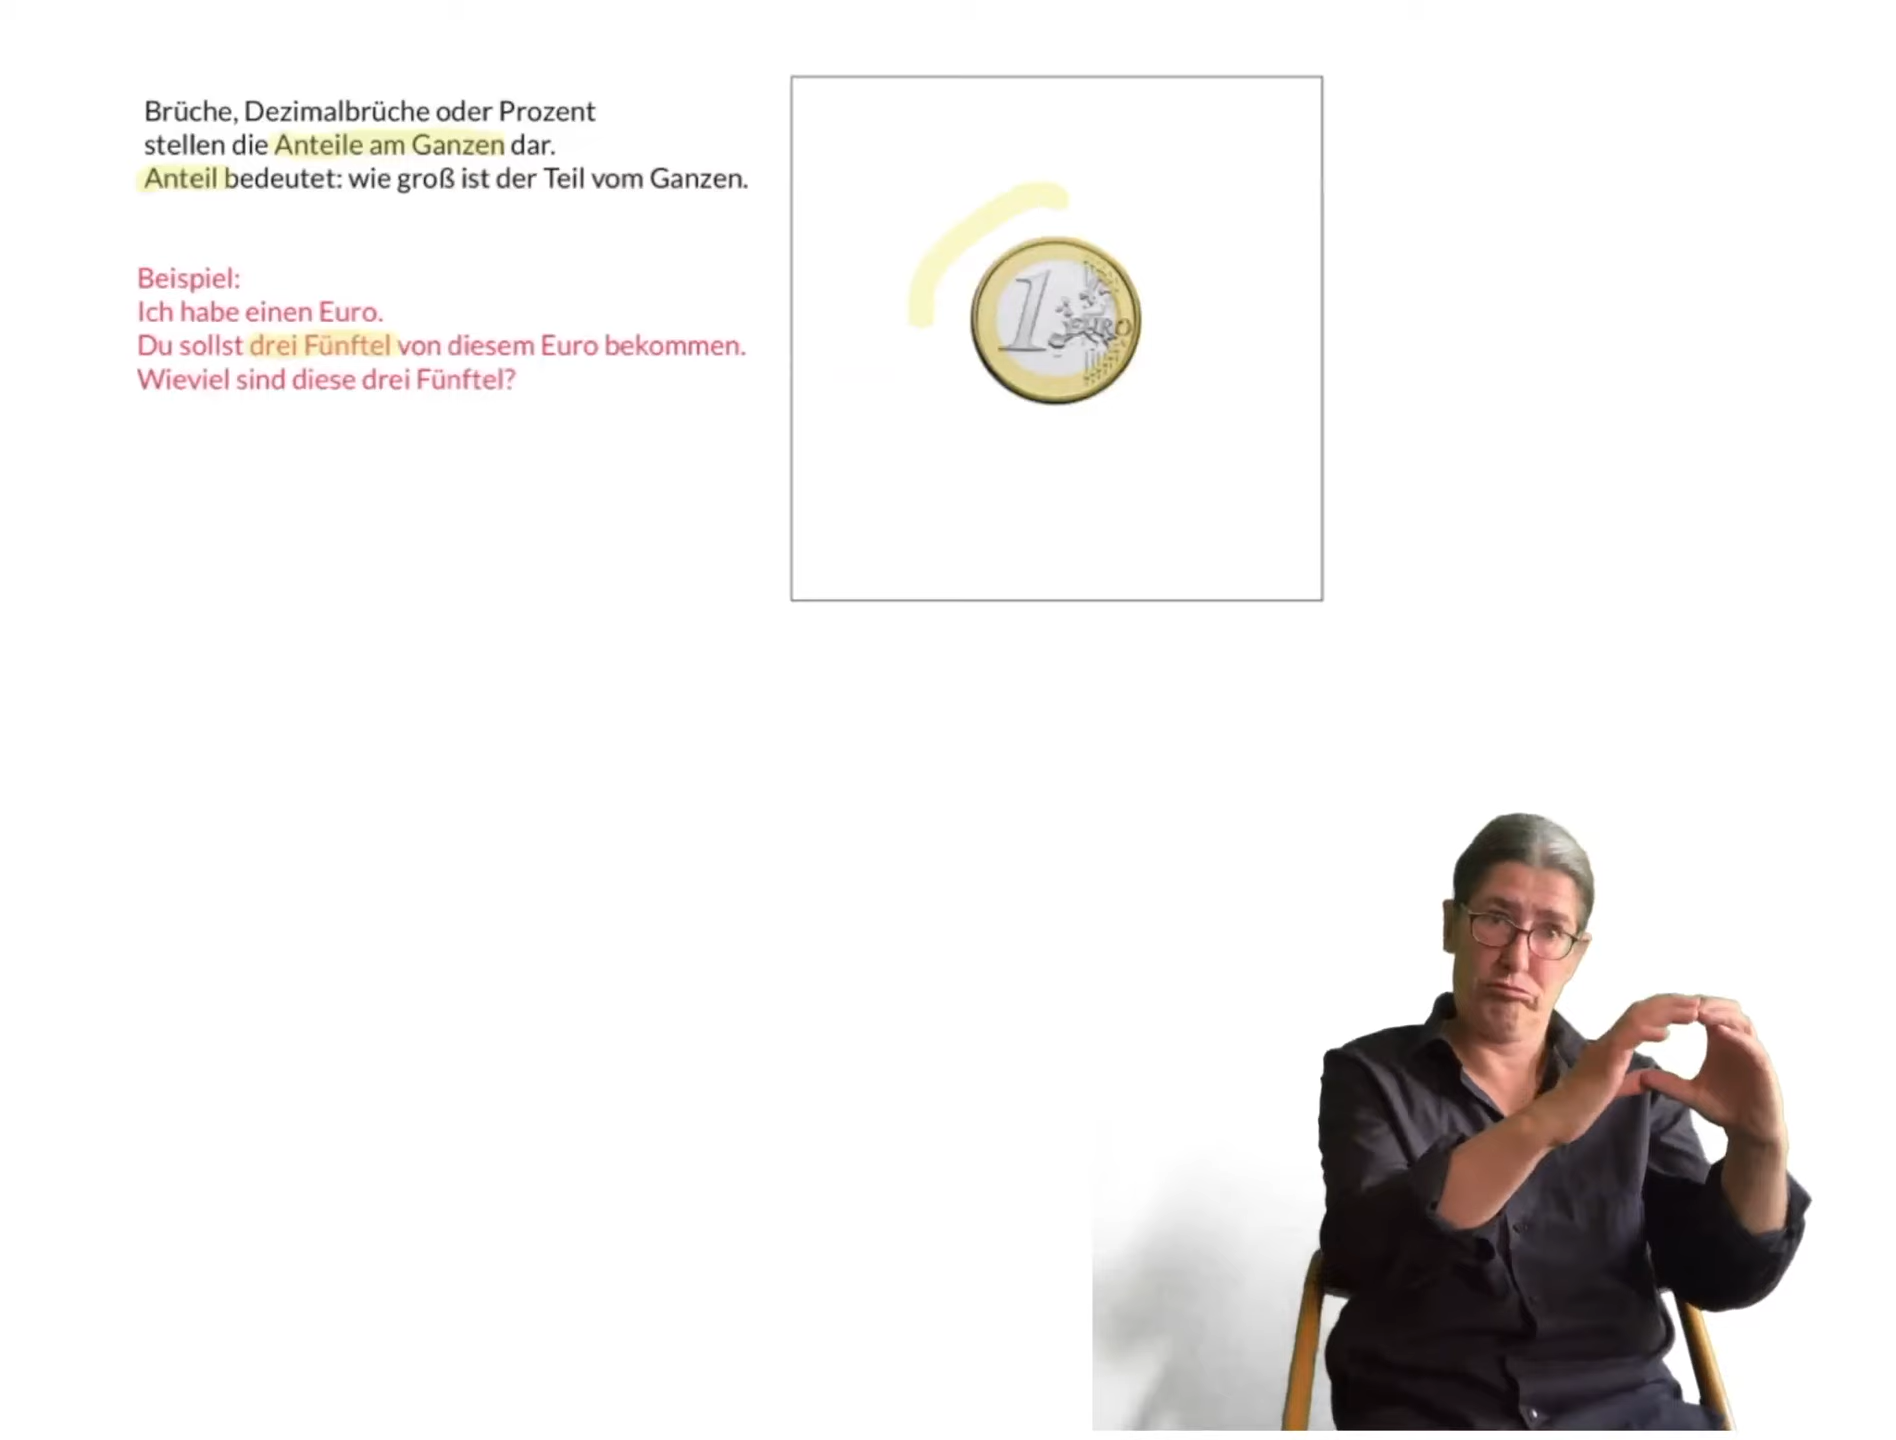 Brüche, Dezimalbrüche oder Prozent
stellen die Anteile am Ganzen dar.
Anteil bedeutet: wie groß ist der Teil vom Ganzen.
Beispiel:
Ich habe einen Euro.
Du sollst drei Fünftel von diesem Euro bekommen.
Wieviel sind diese drei Fünftel?
1
EURO